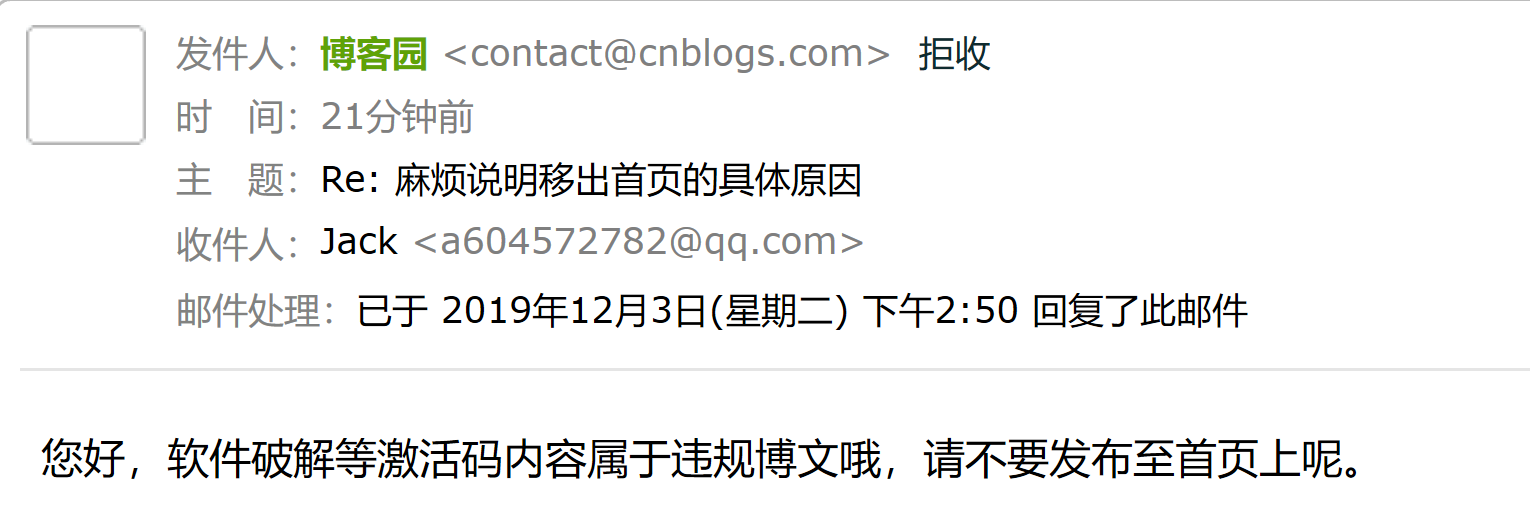 发件人：博客园 <contact@cnblogs.com> 拒收
时 间：21分钟前
主 题：Re: 麻烦说明移出首页的具体原因
收件人：Jack <a604572782@qq.com>
邮件处理：已于 2019年12月3日(星期二) 下午2:50 回复了此邮件
您好，软件破解等激活码内容属于违规博文哦，请不要发布至首页上呢。